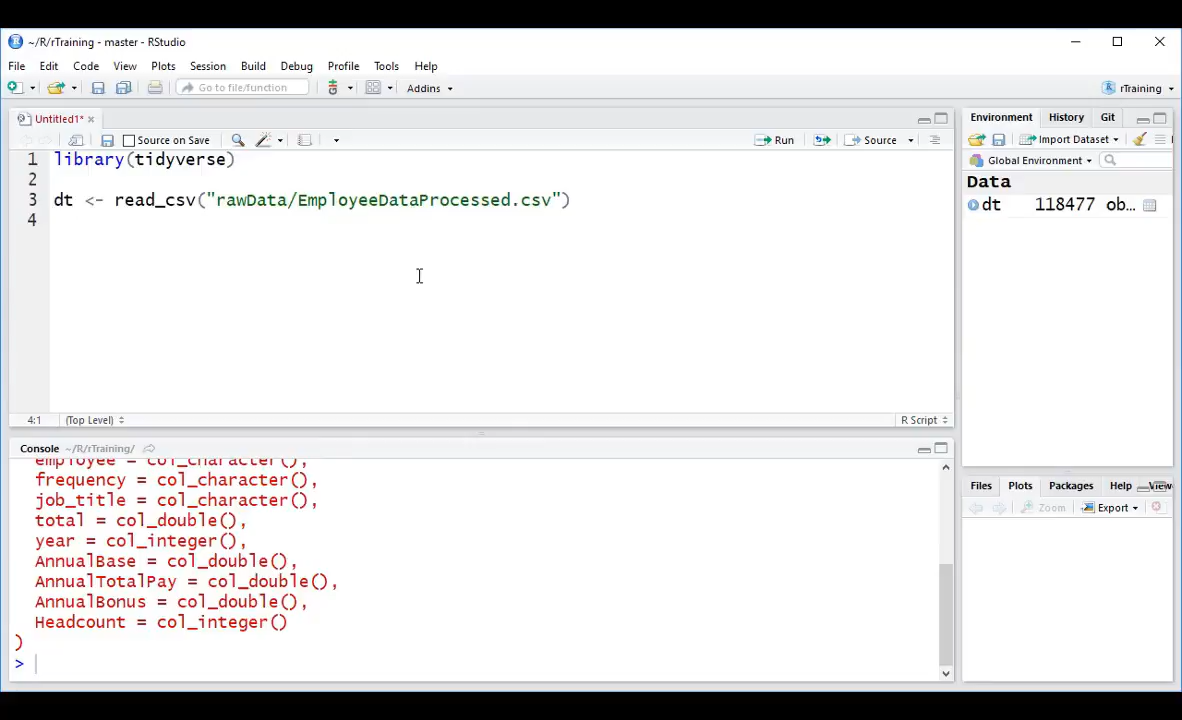 ~/R/rTraining - master - RStudio
File Edit Code View Plots Session Build Debug Profile Tools Help
Go to file/function Addins rTraining
Untitled1*
Source on Save Run Source
1 library(tidyverse)
2
3 dt <- read_csv("rawData/EmployeeDataProcessed.csv")
4
4:1 (Top Level) R Script
Console ~/R/rTraining/
employee = col_character(),
frequency = col_character(),
job_title = col_character(),
total = col_double(),
year = col_integer(),
AnnualBase = col_double(),
AnnualTotalPay = col_double(),
AnnualBonus = col_double(),
Headcount = col_integer()
)
>
Environment History Git
Import Dataset
Global Environment
Data
dt 118477 ob…
Files Plots Packages Help
Zoom Export